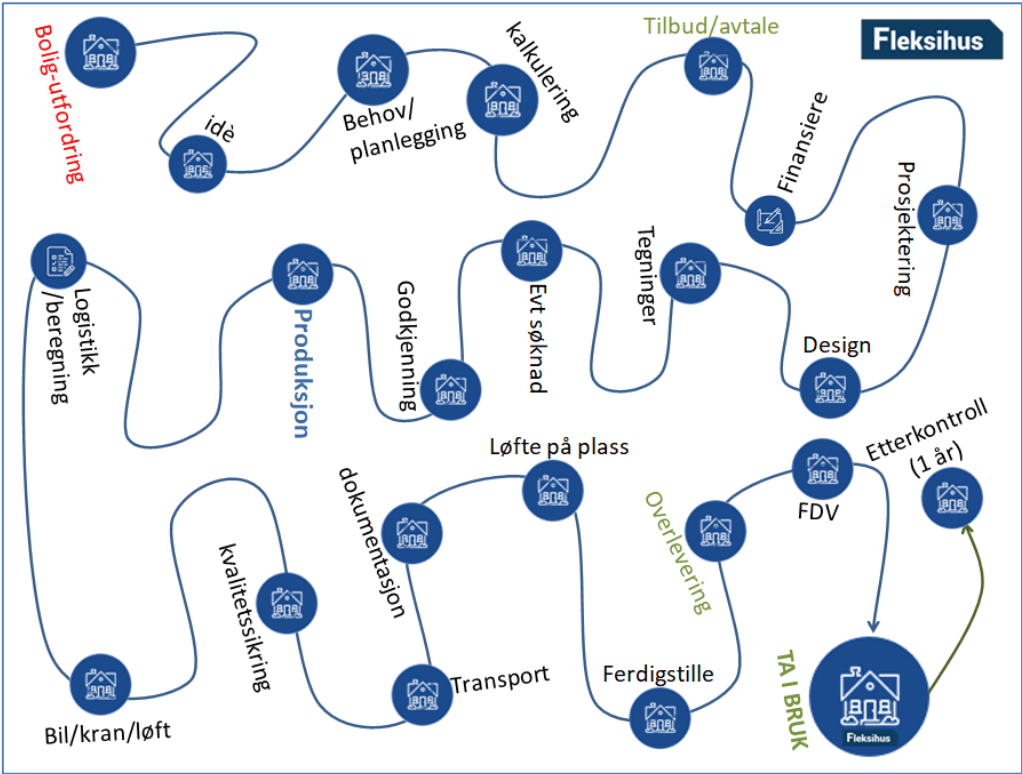 Bolig-utfordring
idè
Behov/
planlegging
kalkulering
Tilbud/avtale
Fleksihus
Finansiere
Prosjektering
Design
Tegninger
Evt søknad
Godkjenning
Produksjon
Logistikk
/beregning
Bil/kran/løft
kvalitetssikring
Transport
dokumentasjon
Løfte på plass
Ferdigstille
Overlevering
FDV
TA I BRUK
Fleksihus
Etterkontroll
(1 år)